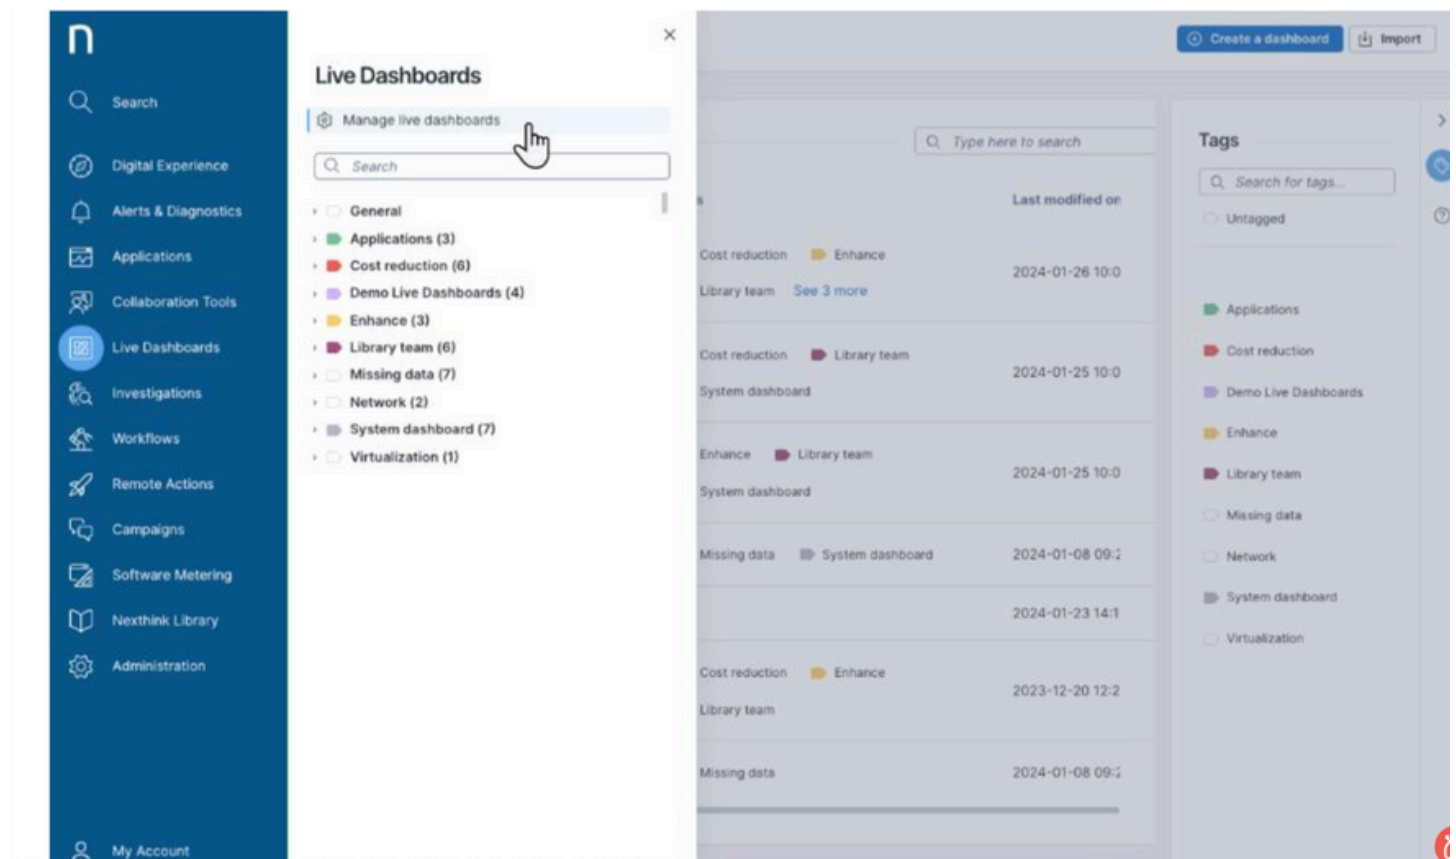 n
Search
Digital Experience
Alerts & Diagnostics
Applications
Collaboration Tools
Live Dashboards
Investigations
Workflows
Remote Actions
Campaigns
Software Metering
Nexthink Library
Administration
My Account
Live Dashboards
Manage live dashboards
Search
General
Applications (3)
Cost reduction (6)
Demo Live Dashboards (4)
Enhance (3)
Library team (6)
Missing data (7)
Network (2)
System dashboard (7)
Virtualization (1)
Create a dashboard Import
Type here to search
s Last modified on
Cost reduction Enhance
2024-01-26 10:0
Library team See 3 more
Cost reduction Library team
2024-01-25 10:0
System dashboard
Enhance Library team
2024-01-25 10:0
System dashboard
Missing data System dashboard 2024-01-08 09:2
2024-01-23 14:1
Cost reduction Enhance
2023-12-20 12:2
Library team
Missing data 2024-01-08 09:2
Tags
Search for tags...
Untagged
Applications
Cost reduction
Demo Live Dashboards
Enhance
Library team
Missing data
Network
System dashboard
Virtualization